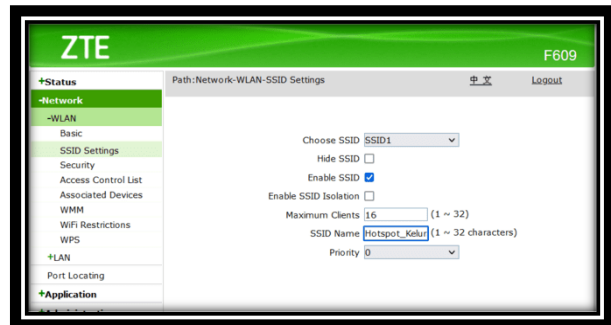 ZTE
F609
+Status
Path:Network-WLAN-SSID Settings
中文
Logout
-Network
-WLAN
Basic
SSID Settings
Security
Access Control List
Associated Devices
WMM
WiFi Restrictions
WPS
+LAN
Port Locating
+Application
Choose SSID SSID1
Hide SSID
Enable SSID
Enable SSID Isolation
Maximum Clients 16 (1 ~ 32)
SSID Name Hotspot_Kelur (1 ~ 32 characters)
Priority 0